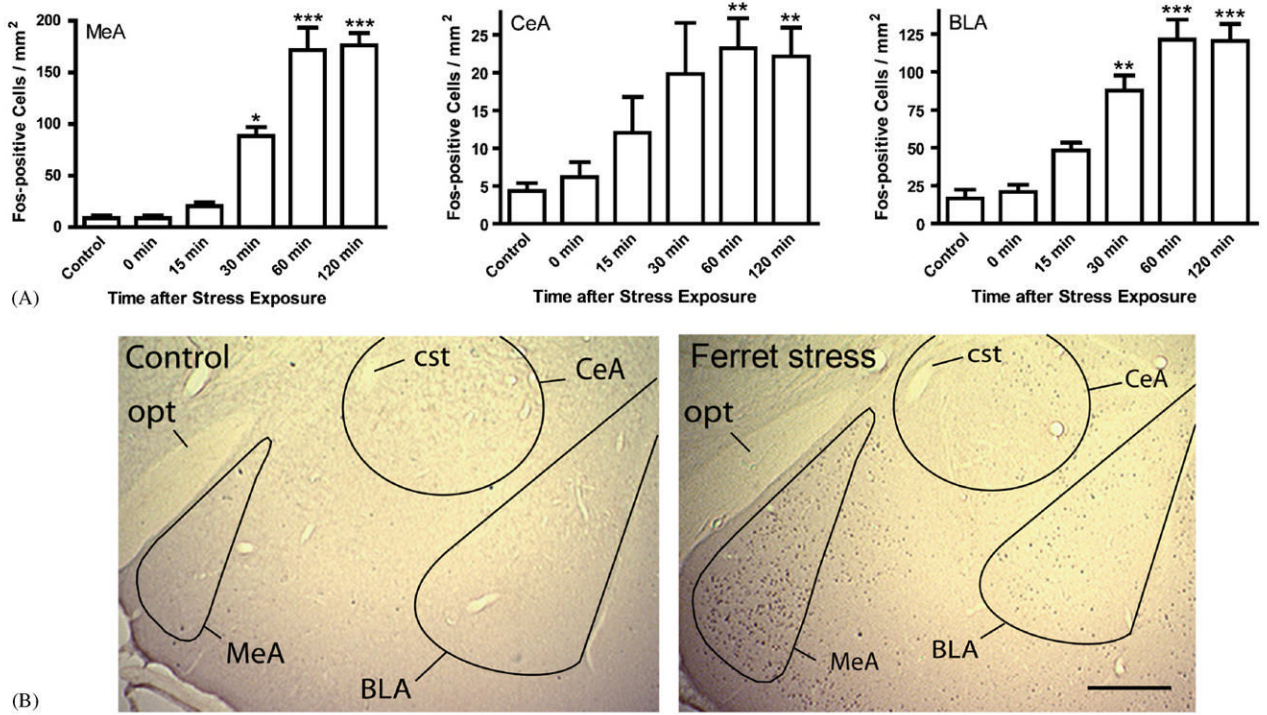 MeA
Fos-positive Cells / mm²
200
150
100
50
0
*
***
***
Control
0 min
15 min
30 min
60 min
120 min
Time after Stress Exposure
CeA
Fos-positive Cells / mm²
25
20
15
10
5
0
**
**
Control
0 min
15 min
30 min
60 min
120 min
Time after Stress Exposure
BLA
Fos-positive Cells / mm²
125
100
75
50
25
0
**
***
***
Control
0 min
15 min
30 min
60 min
120 min
Time after Stress Exposure
(A)
Control
cst
CeA
opt
MeA
BLA
Ferret stress
cst
CeA
opt
BLA
MeA
(B)